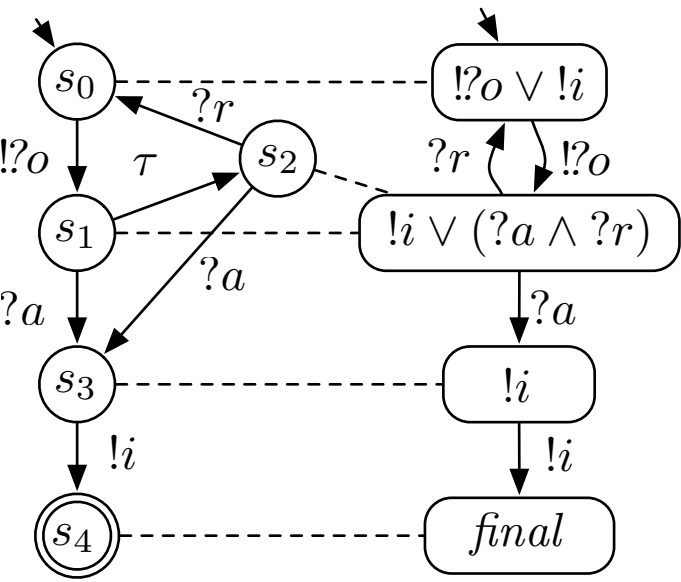 s₀
!?o ∨ !i
?r
?r
!?o
!?o
τ
s₂
s₁
!i ∨ (?a ∧ ?r)
?a
?a
?a
s₃
!i
!i
!i
s₄
final